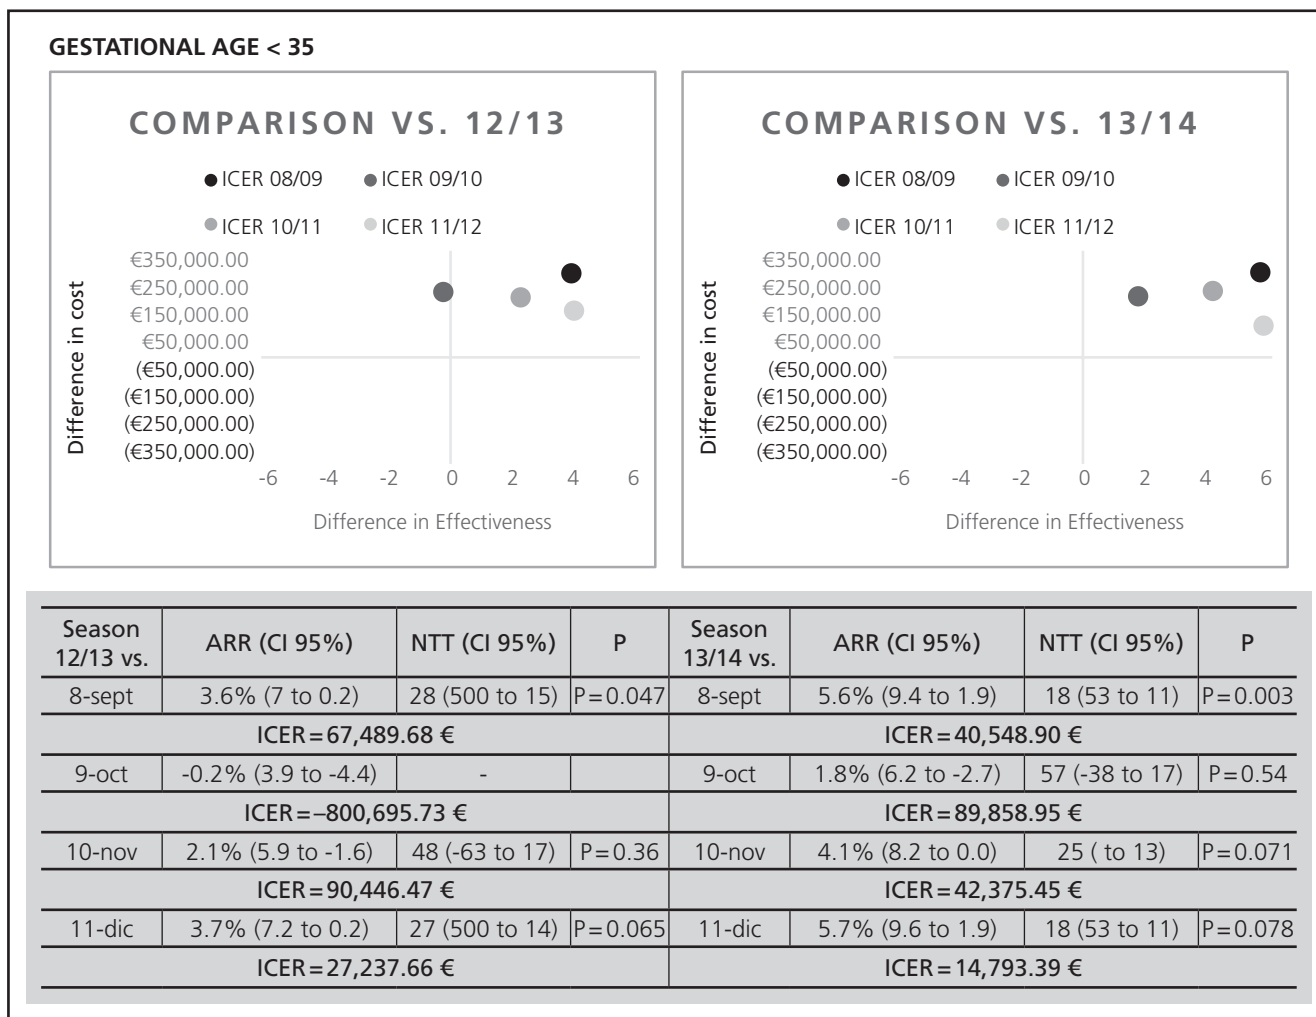 GESTATIONAL AGE < 35
COMPARISON VS. 12/13
ICER 08/09 ICER 09/10
ICER 10/11 ICER 11/12
Difference in cost
€350,000.00
€250,000.00
€150,000.00
€50,000.00
(€50,000.00)
(€150,000.00)
(€250,000.00)
(€350,000.00)
-6 -4 -2 0 2 4 6
Difference in Effectiveness
COMPARISON VS. 13/14
ICER 08/09 ICER 09/10
ICER 10/11 ICER 11/12
Difference in cost
€350,000.00
€250,000.00
€150,000.00
€50,000.00
(€50,000.00)
(€150,000.00)
(€250,000.00)
(€350,000.00)
-6 -4 -2 0 2 4 6
Difference in Effectiveness
Season 12/13 vs. ARR (CI 95%) NTT (CI 95%) P Season 13/14 vs. ARR (CI 95%) NTT (CI 95%) P
8-sept 3.6% (7 to 0.2) 28 (500 to 15) P=0.047 8-sept 5.6% (9.4 to 1.9) 18 (53 to 11) P=0.003
ICER=67,489.68 € ICER=40,548.90 €
9-oct -0.2% (3.9 to -4.4) - 9-oct 1.8% (6.2 to -2.7) 57 (-38 to 17) P=0.54
ICER=–800,695.73 € ICER=89,858.95 €
10-nov 2.1% (5.9 to -1.6) 48 (-63 to 17) P=0.36 10-nov 4.1% (8.2 to 0.0) 25 ( to 13) P=0.071
ICER=90,446.47 € ICER=42,375.45 €
11-dic 3.7% (7.2 to 0.2) 27 (500 to 14) P=0.065 11-dic 5.7% (9.6 to 1.9) 18 (53 to 11) P=0.078
ICER=27,237.66 € ICER=14,793.39 €